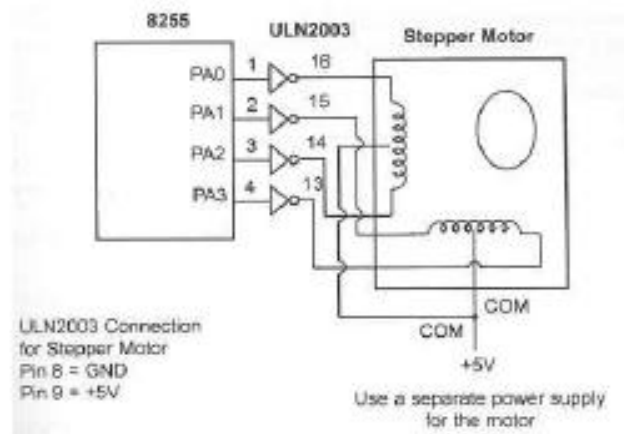 8255
ULN2003
Stepper Motor
PA0
1
16
PA1
2
15
PA2
3
14
PA3
4
13
COM
COM
+5V
ULN2003 Connection
for Stepper Motor
Pin 8 = GND
Pin 9 = +5V
Use a separate power supply
for the motor